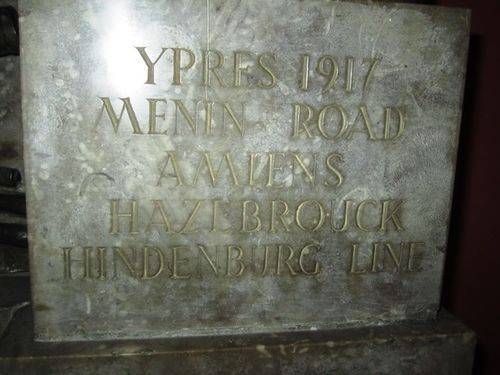 YPRES 1917
MENIN ROAD
AMIENS
HAZEBROUCK
HINDENBURG LINE